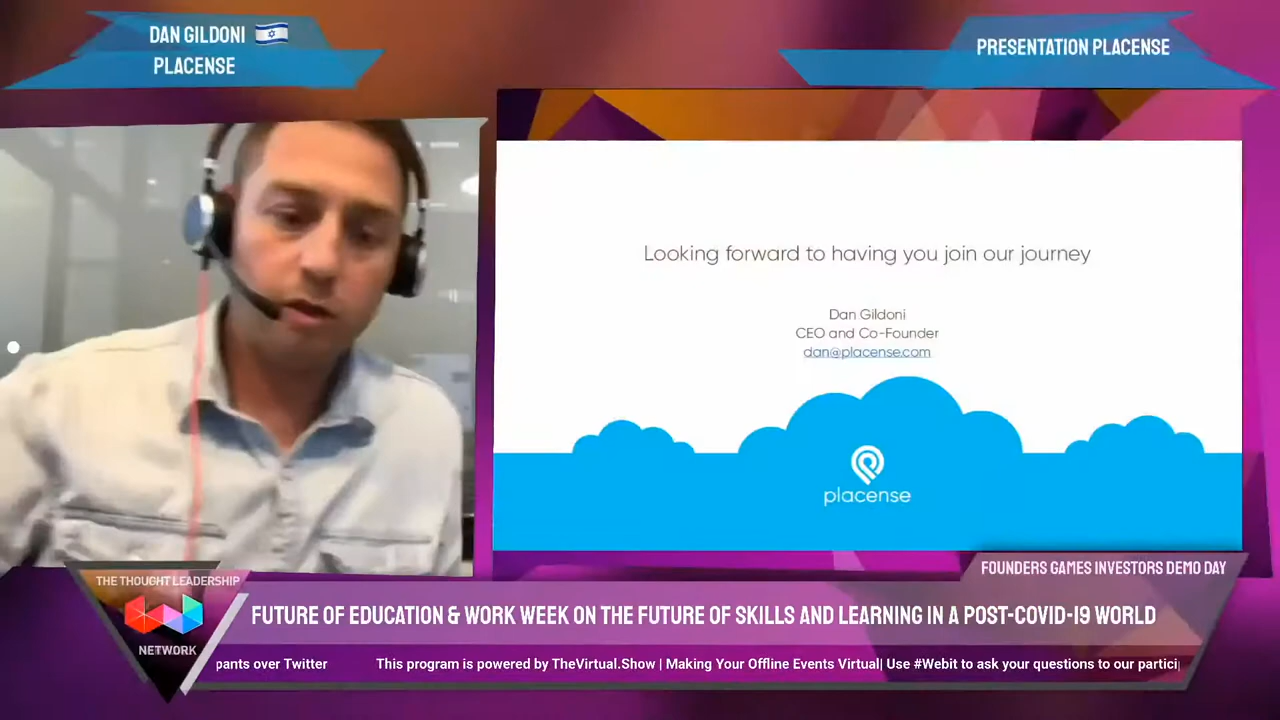 DAN GILDONI
PLACENSE
PRESENTATION PLACENSE
Looking forward to having you join our journey
Dan Gildoni
CEO and Co-Founder
dan@placense.com
placense
FOUNDERS GAMES INVESTORS DEMO DAY
THE THOUGHT LEADERSHIP
NETWORK
FUTURE OF EDUCATION & WORK WEEK ON THE FUTURE OF SKILLS AND LEARNING IN A POST-COVID-19 WORLD
pants over Twitter This program is powered by TheVirtual.Show | Making Your Offline Events Virtual| Use #Webit to ask your questions to our partici